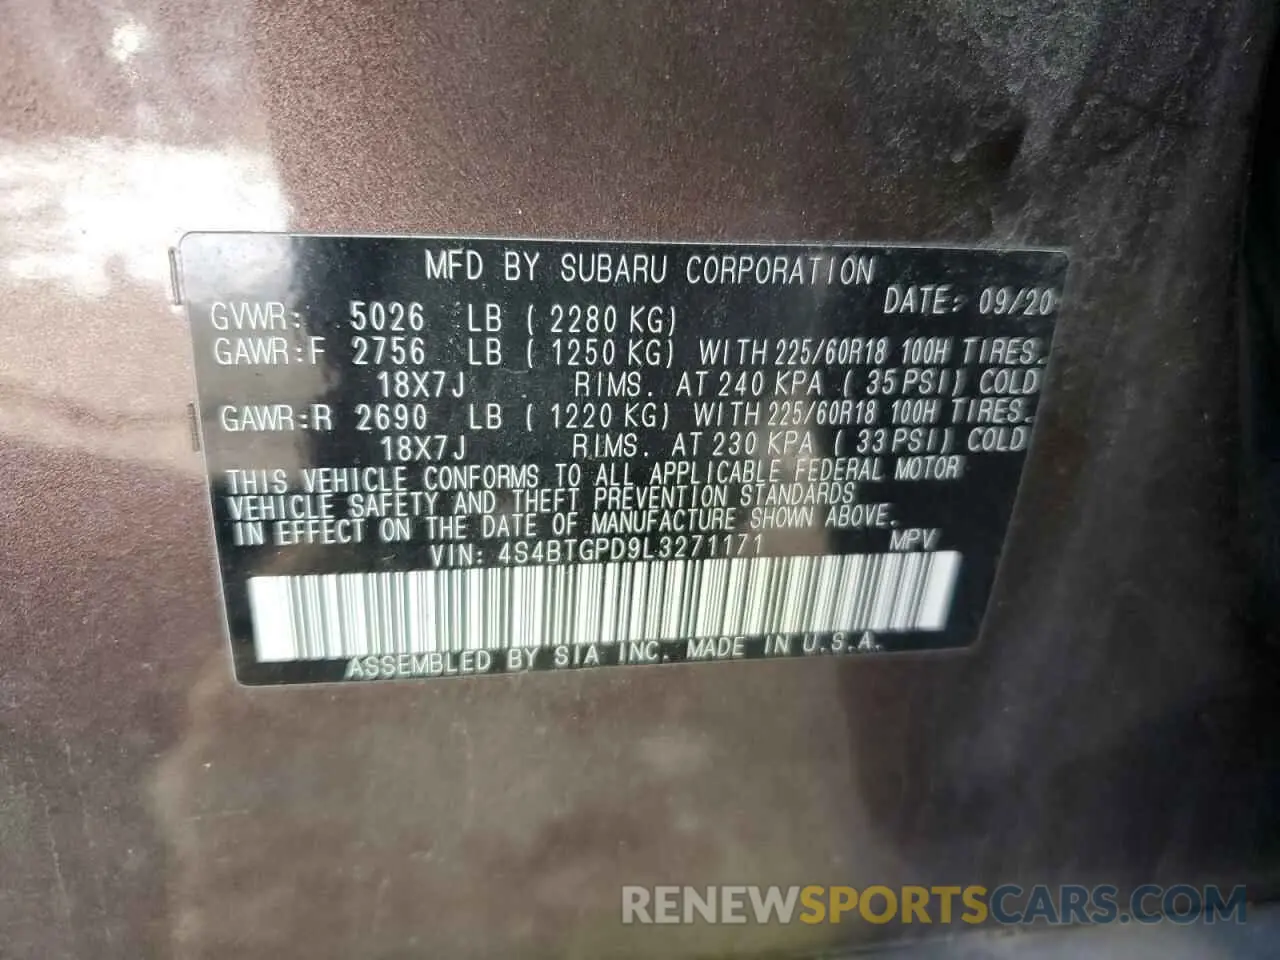 MFD BY SUBARU CORPORATION
DATE: 09/20
GVWR: 5026 LB ( 2280 KG)
GAWR:F 2756 LB ( 1250 KG) WITH 225/60R18 100H TIRES.
18X7J RIMS. AT 240 KPA ( 35 PSI) COLD
GAWR:R 2690 LB ( 1220 KG) WITH 225/60R18 100H TIRES.
18X7J RIMS. AT 230 KPA ( 33 PSI) COLD
THIS VEHICLE CONFORMS TO ALL APPLICABLE FEDERAL MOTOR
VEHICLE SAFETY AND THEFT PREVENTION STANDARDS
IN EFFECT ON THE DATE OF MANUFACTURE SHOWN ABOVE.
VIN: 4S4BTGPD9L3271171 MPV
ASSEMBLED BY SIA INC. MADE IN U.S.A.
RENEWSPORTSCARS.COM